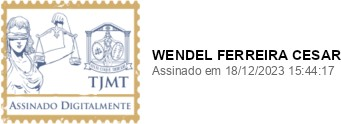 WENDEL FERREIRA CESAR
Assinado em 18/12/2023 15:44:17
TJMT
ASSINADO DIGITALMENTE